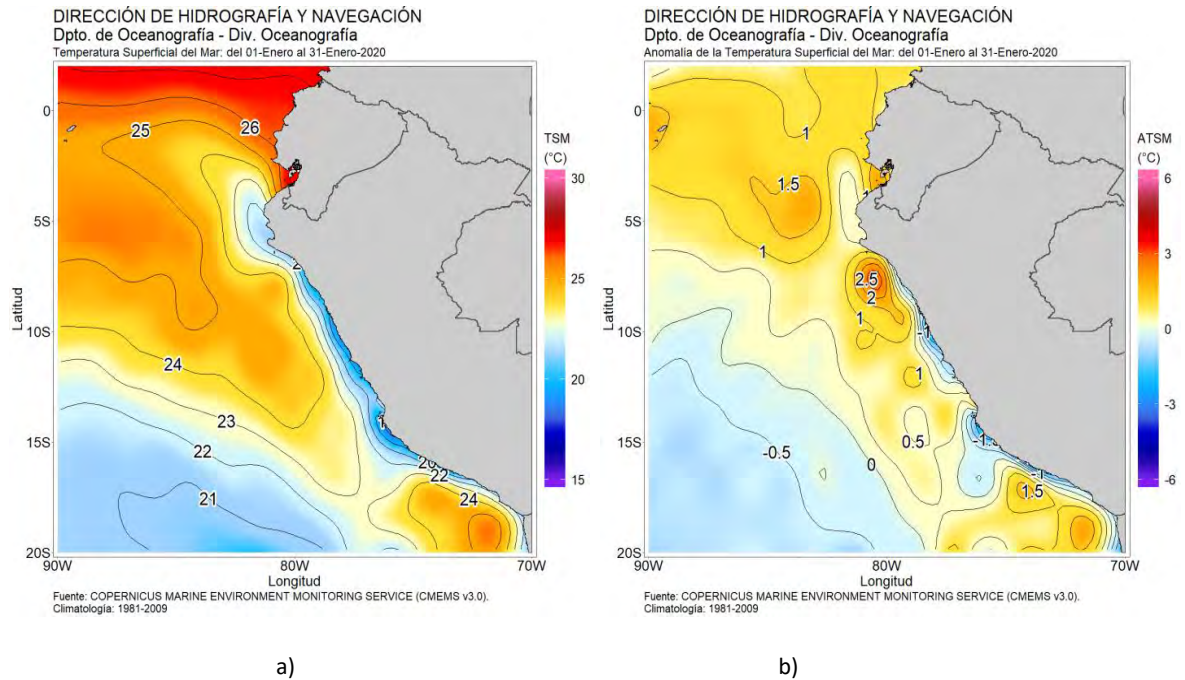 DIRECCIÓN DE HIDROGRAFÍA Y NAVEGACIÓN
Dpto. de Oceanografía - Div. Oceanografía
Temperatura Superficial del Mar: del 01-Enero al 31-Enero-2020
0
5S
10S
15S
20S
Latitud
90W
80W
70W
Longitud
25
26
24
23
22
21
22
24
TSM
(°C)
30
25
20
15
Fuente: COPERNICUS MARINE ENVIRONMENT MONITORING SERVICE (CMEMS v3.0).
Climatología: 1981-2009
a)
DIRECCIÓN DE HIDROGRAFÍA Y NAVEGACIÓN
Dpto. de Oceanografía - Div. Oceanografía
Anomalia de la Temperatura Superficial del Mar: del 01-Enero al 31-Enero-2020
0
5S
10S
15S
20S
Latitud
90W
80W
70W
Longitud
1
1.5
1
2.5
2
1
-1
1
0.5
-0.5
0
-1
1.5
ATSM
(°C)
6
3
0
-3
-6
Fuente: COPERNICUS MARINE ENVIRONMENT MONITORING SERVICE (CMEMS v3.0).
Climatología: 1981-2009
b)